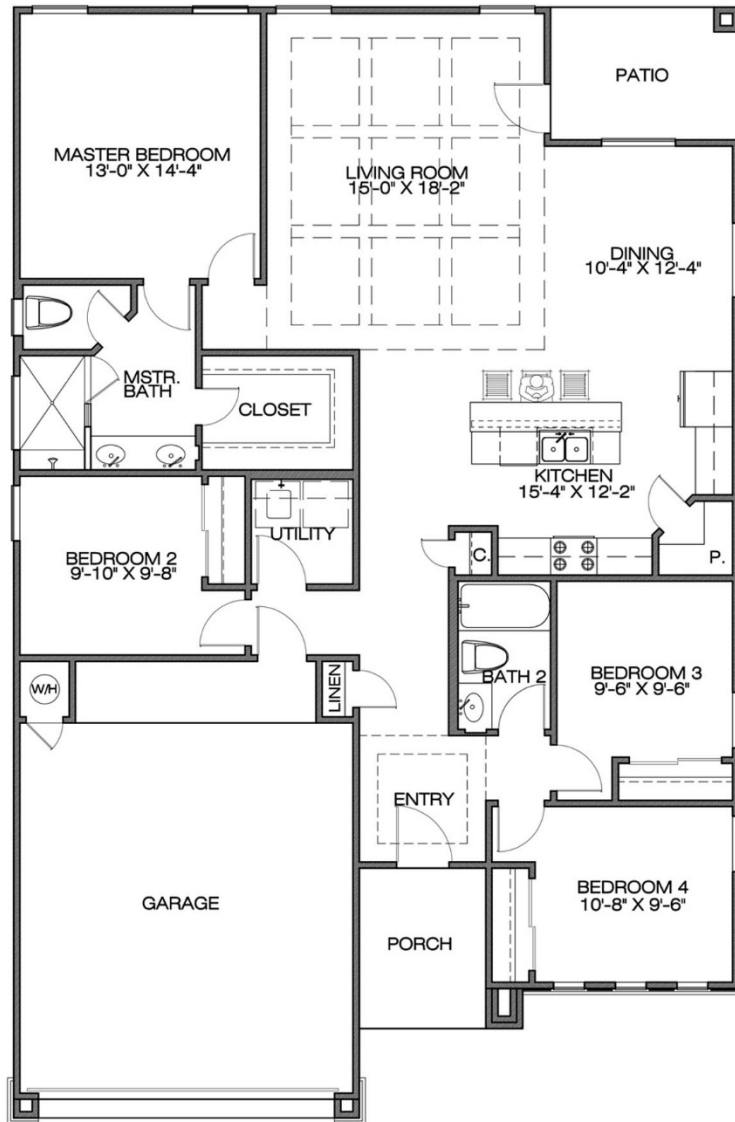 PATIO
MASTER BEDROOM
13'-0" X 14'-4"
LIVING ROOM
15'-0" X 18'-2"
DINING
10'-4" X 12'-4"
MSTR.
BATH
CLOSET
KITCHEN
15'-4" X 12'-2"
UTILITY
BEDROOM 2
9'-10" X 9'-8"
C.
P.
BATH 2
BEDROOM 3
9'-6" X 9'-6"
W/H
LINEN
ENTRY
BEDROOM 4
10'-8" X 9'-6"
GARAGE
PORCH